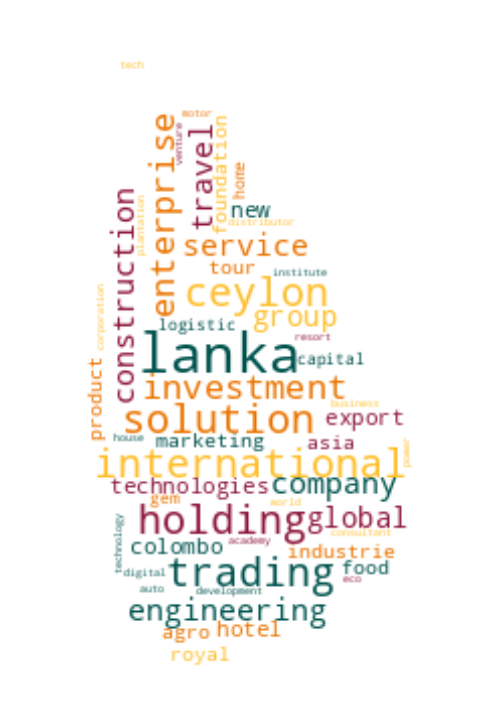 tech
motor
enterprise
venture
travel
foundation
home
new
distributor
construction
plantation
service
tour
institute
ceylon
group
corporation
logistic
resort
lanka
capital
product
investment
business
solution
export
house
marketing
asia
power
international
technologies
company
gem
world
holding
global
technology
consultant
colombo
academy
industrie
digital
trading
food
eco
auto
development
engineering
agro
hotel
royal